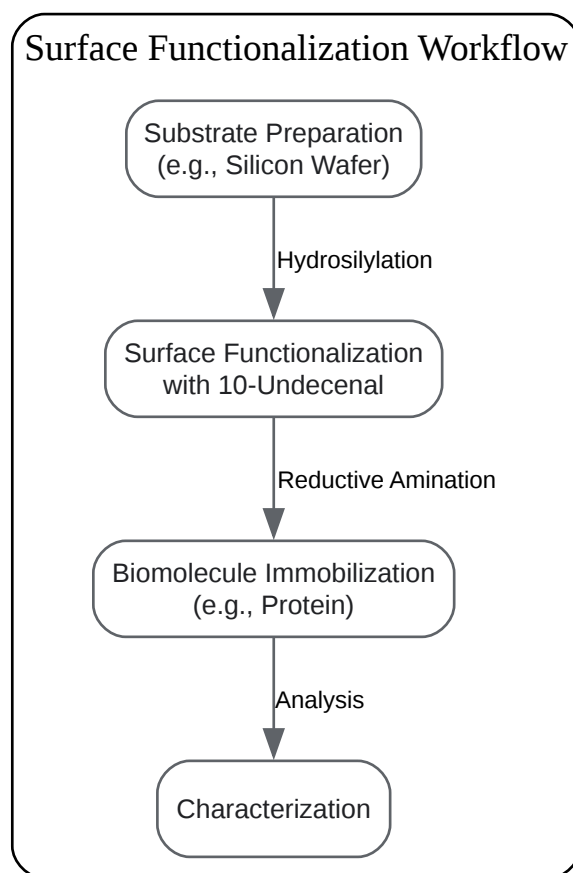 Surface Functionalization Workflow
Substrate Preparation
(e.g., Silicon Wafer)
Hydrosilylation
Surface Functionalization
with 10-Undecenal
Reductive Amination
Biomolecule Immobilization
(e.g., Protein)
Analysis
Characterization